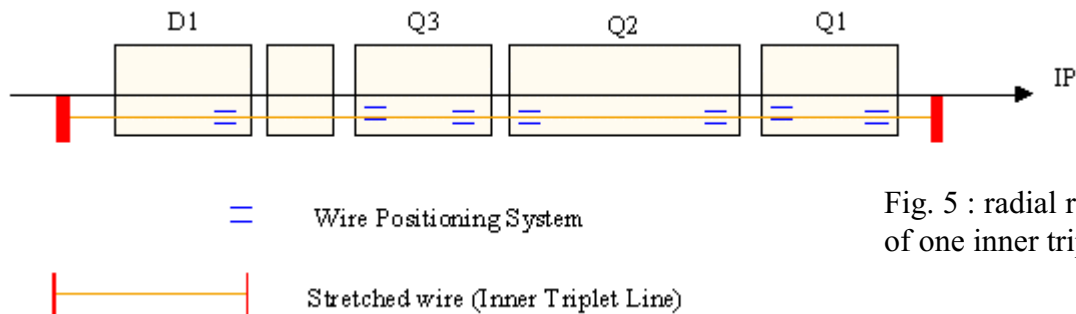 D1 Q3 Q2 Q1
IP
Wire Positioning System
Fig. 5 : radial
of one inner
Stretched wire (Inner Triplet Line)